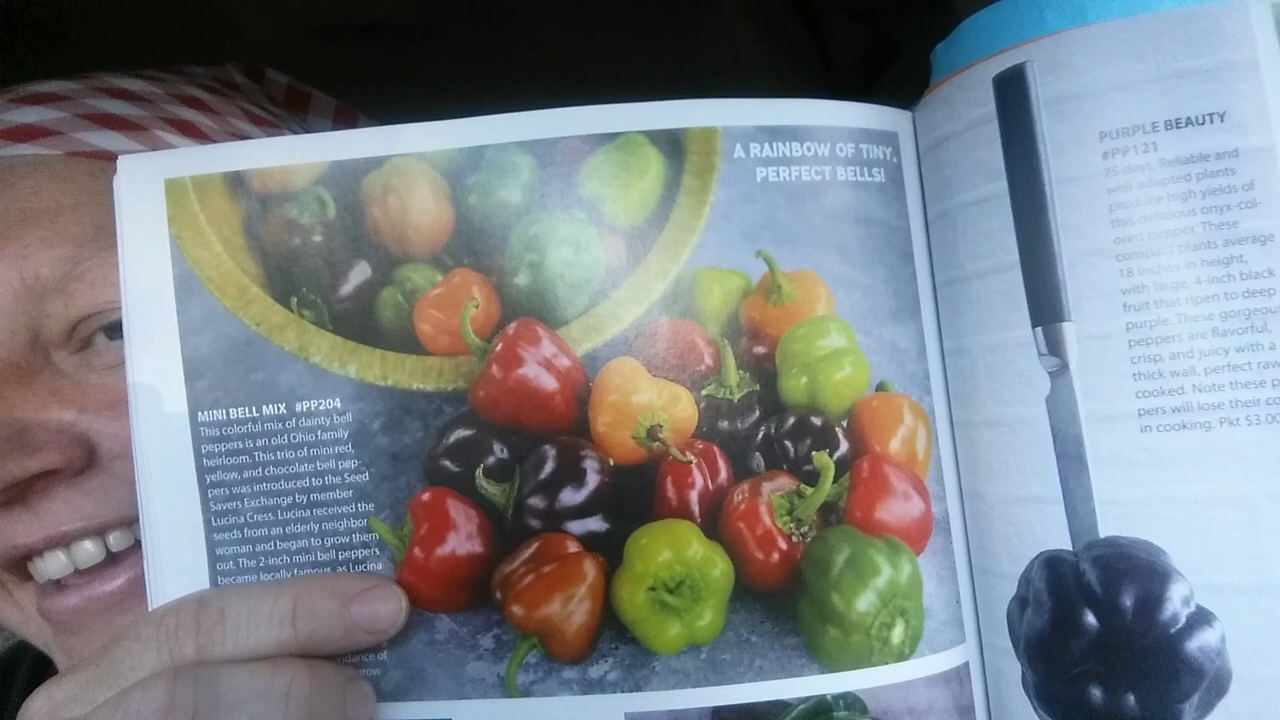 A RAINBOW OF TINY,
PERFECT BELLS!
MINI BELL MIX #PP204
This colorful mix of dainty bell
peppers is an old Ohio family
heirloom. This trio of mini red,
yellow, and chocolate bell pep-
pers was introduced to the Seed
Savers Exchange by member
Lucina Cress. Lucina received the
seeds from an elderly neighbor
woman and began to grow them
out. The 2-inch mini bell peppers
became locally famous, as Lucina
PURPLE BEAUTY
#PP121
75 days. Reliable and
well-adapted plants
produce high yields of
this delicious onyx-col-
ored pepper. These
compact plants average
18 inches in height,
with large, 4-inch black
fruit that ripen to deep
purple. These gorgeou
peppers are flavorful,
crisp, and juicy with a
thick wall, perfect raw
cooked. Note these p
pers will lose their co
in cooking. Pkt $3.00